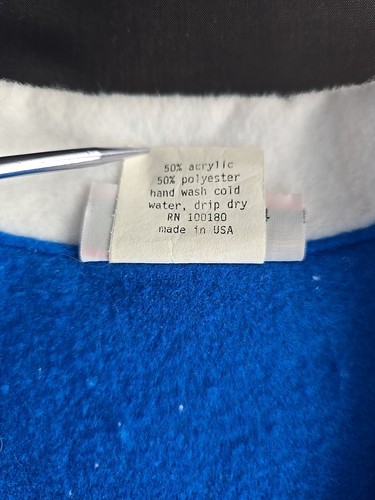 50% acrylic
50% polyester
hand wash cold
water, drip dry
RN 100180
made in USA